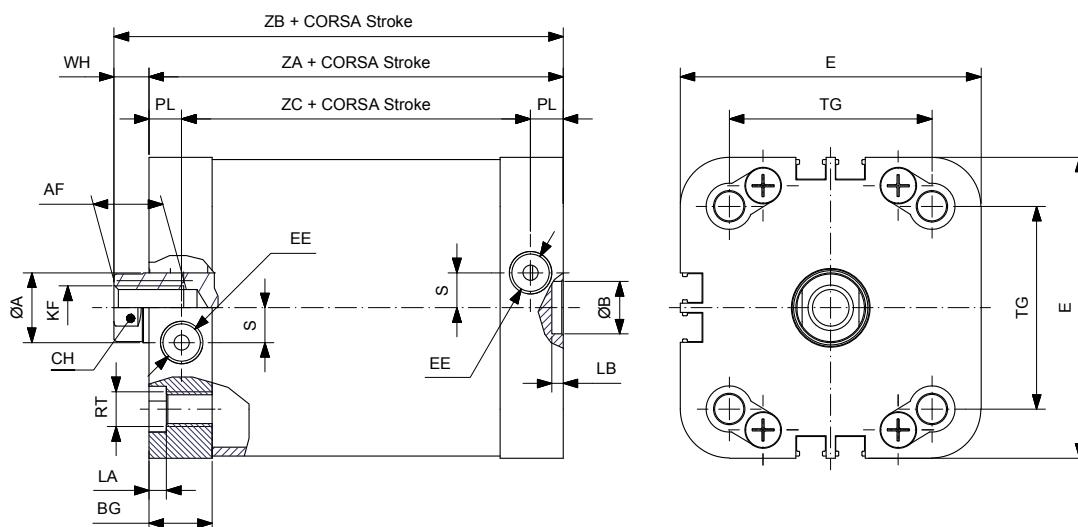 ZB + CORSA Stroke
WH
ZA + CORSA Stroke
E
PL
ZC + CORSA Stroke
PL
TG
AF
EE
S
ØA
KF
S
ØB
TG
E
CH
EE
LB
RT
LA
BG